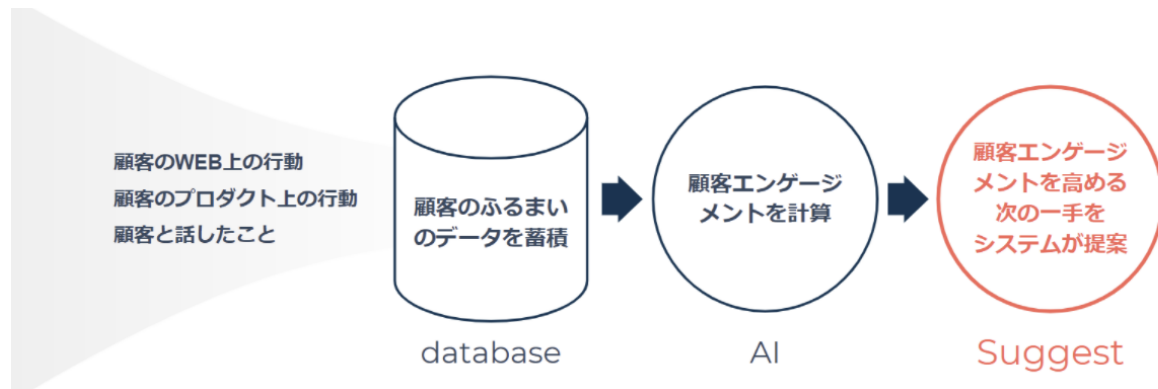 顧客のWEB上の行動
顧客のプロダクト上の行動
顧客と話したこと
顧客のふるまい
のデータを蓄積
database
顧客エンゲージ
メントを計算
AI
顧客エンゲージ
メントを高める
次の一手を
システムが提案
Suggest